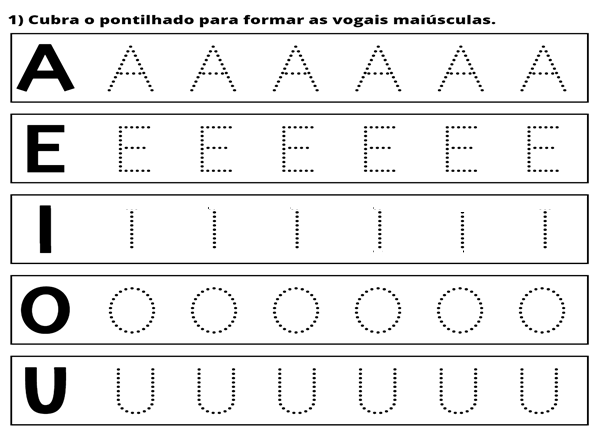 1) Cubra o pontilhado para formar as vogais maiúsculas.
A A A A A A A
E E E E E E E
I I I I I I I
O O O O O O O
U U U U U U U